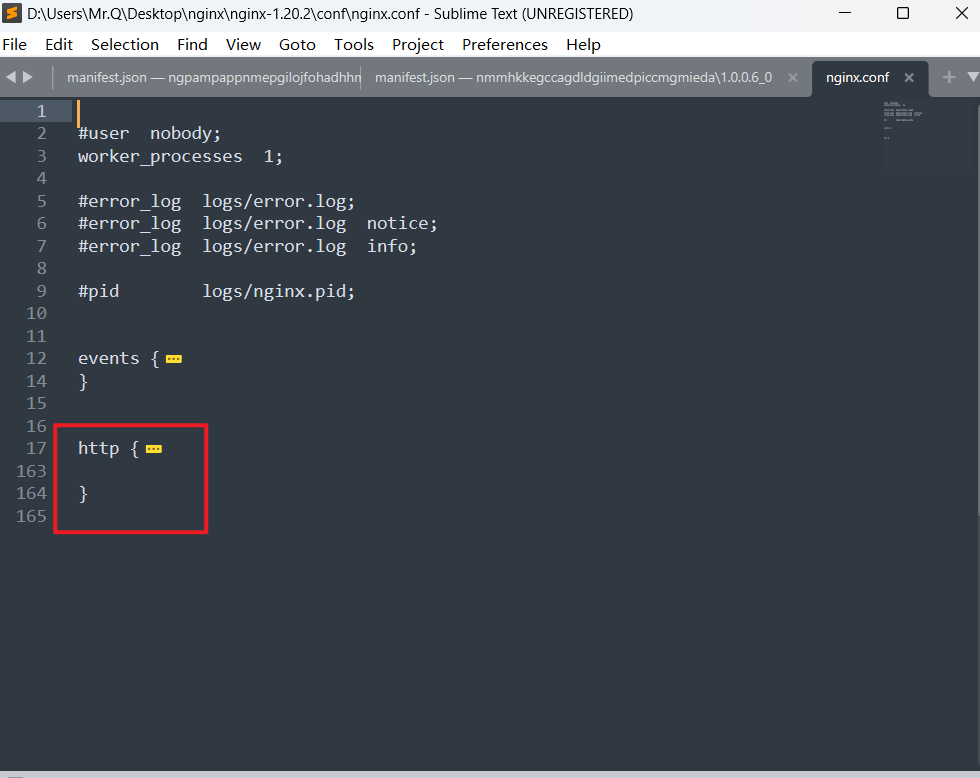 D:\Users\Mr.Q\Desktop\nginx\nginx-1.20.2\conf\nginx.conf - Sublime Text (UNREGISTERED)
File Edit Selection Find View Goto Tools Project Preferences Help
manifest.json — ngpampappnmepgilojfohadhhn manifest.json — nmmhkkegccagdldgiimedpiccmgmieda\1.0.0.6_0 nginx.conf
1
2 #user  nobody;
3 worker_processes  1;
4
5 #error_log  logs/error.log;
6 #error_log  logs/error.log  notice;
7 #error_log  logs/error.log  info;
8
9 #pid        logs/nginx.pid;
10
11
12 events {
14 }
15
16
17 http {
163
164 }
165